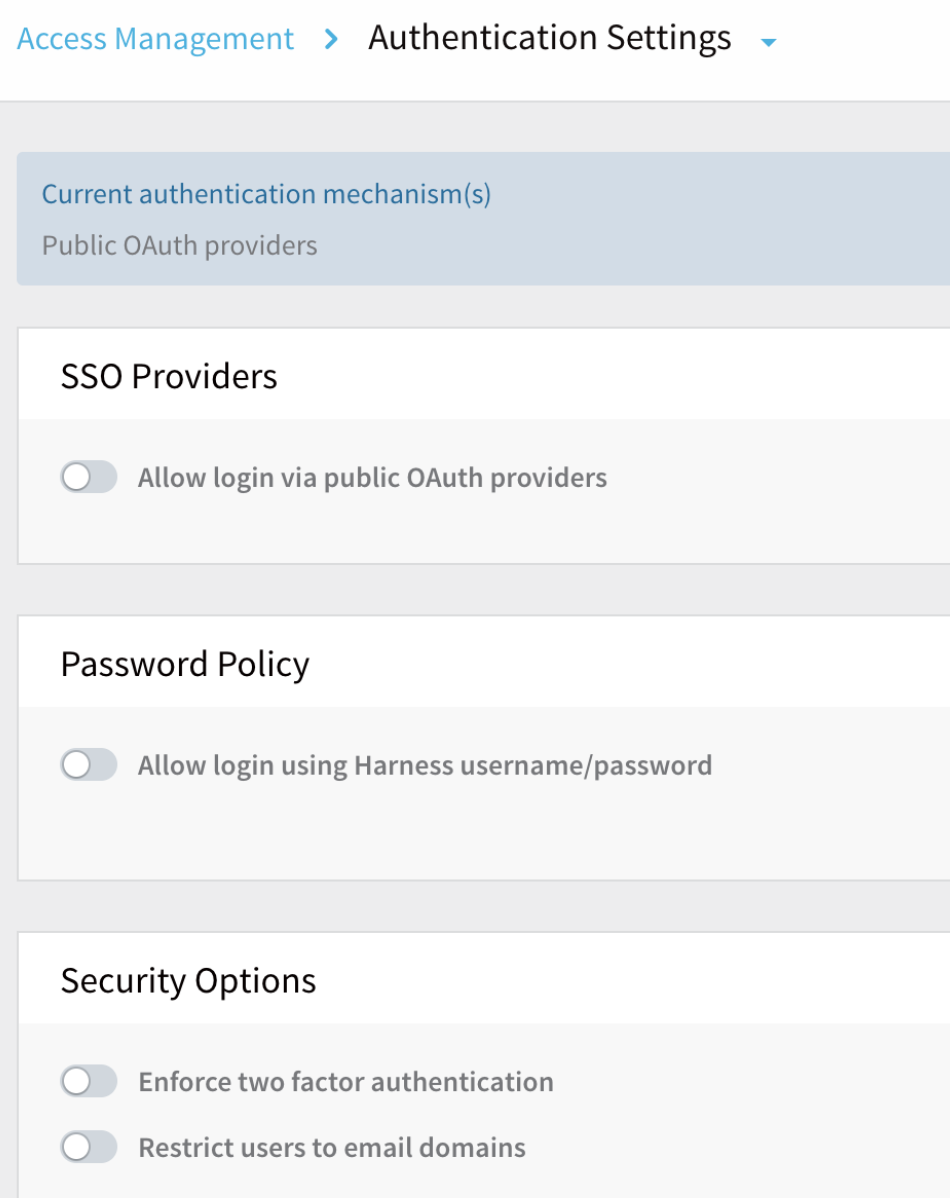 Access Management > Authentication Settings
Current authentication mechanism(s)
Public OAuth providers
SSO Providers
Allow login via public OAuth providers
Password Policy
Allow login using Harness username/password
Security Options
Enforce two factor authentication
Restrict users to email domains